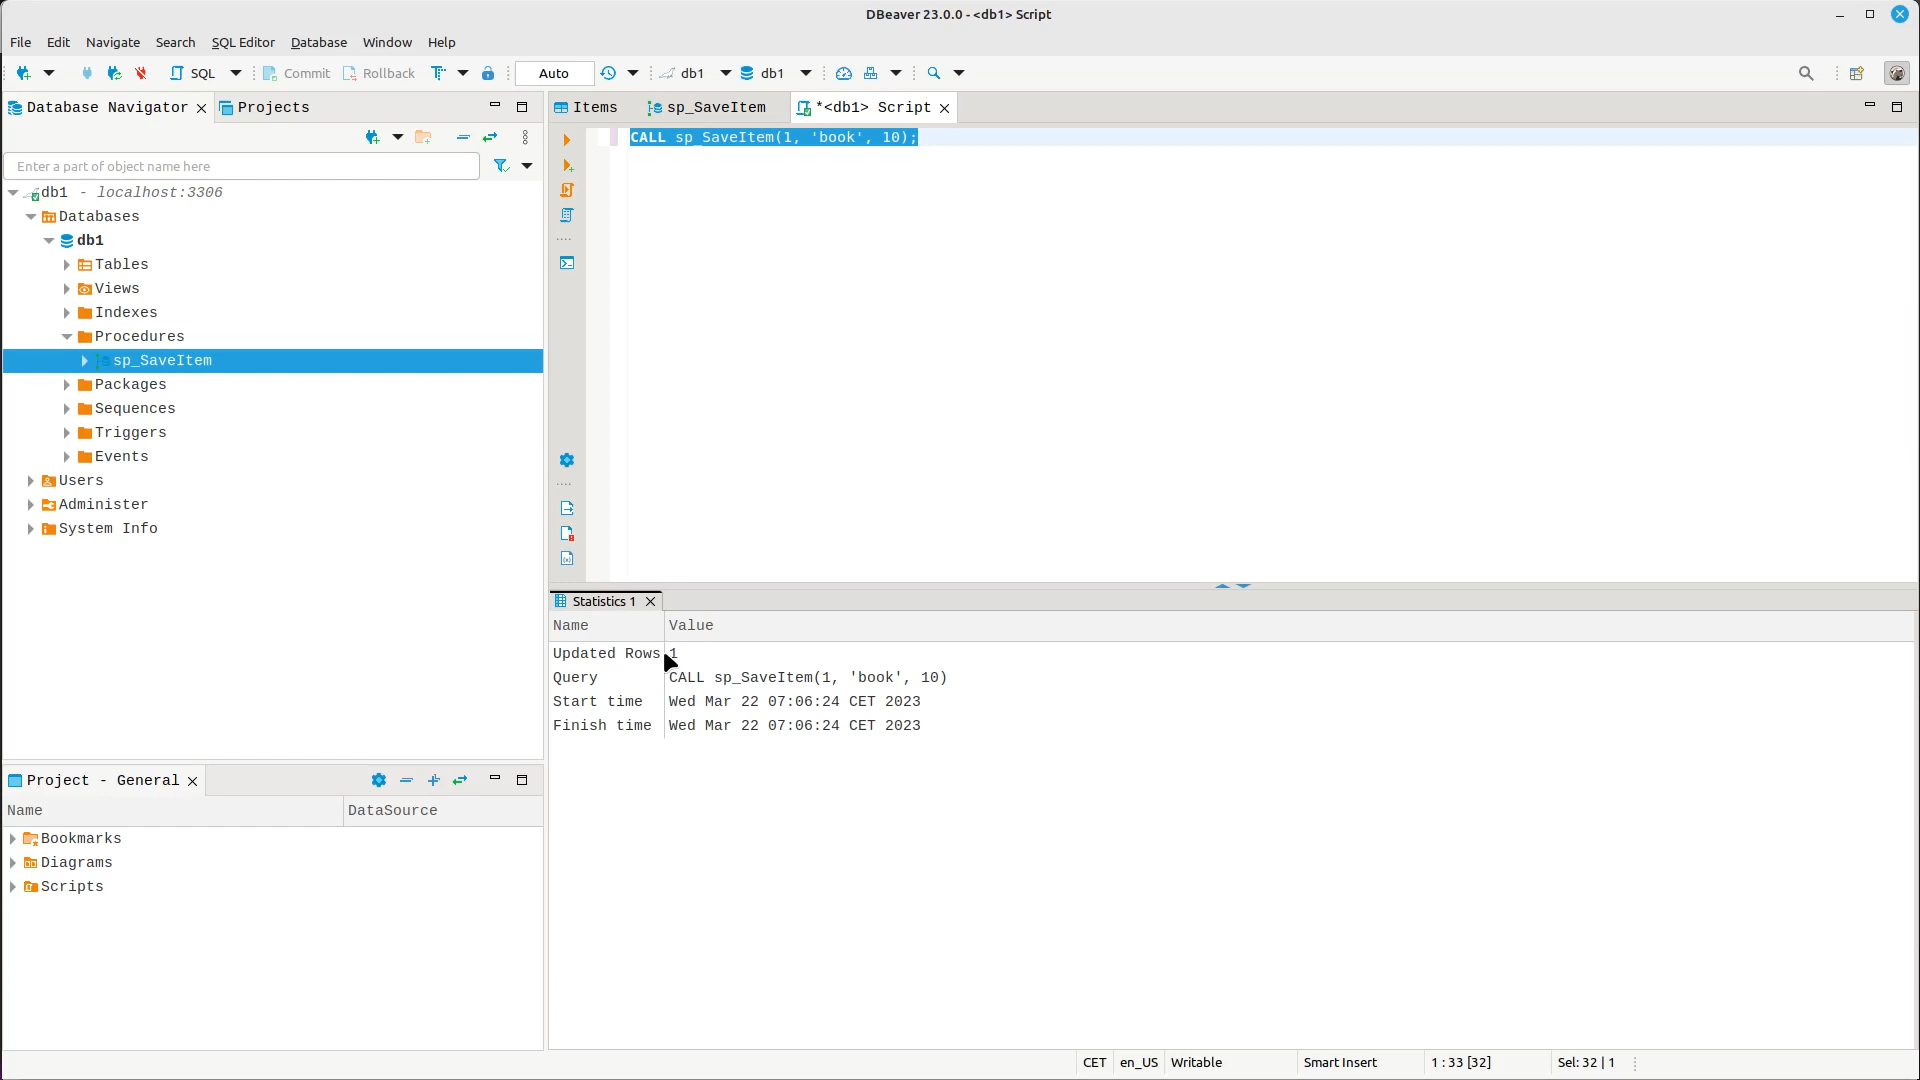 DBeaver 23.0.0 - <db1> Script
File Edit Navigate Search SQL Editor Database Window Help
SQL Commit Rollback Auto db1 db1
Database Navigator Projects
Items sp_SaveItem *<db1> Script
Enter a part of object name here
db1 - localhost:3306
Databases
db1
Tables
Views
Indexes
Procedures
sp_SaveItem
Packages
Sequences
Triggers
Events
Users
Administer
System Info
CALL sp_SaveItem(1, 'book', 10);
Statistics 1
Name Value
Updated Rows 1
Query CALL sp_SaveItem(1, 'book', 10)
Start time Wed Mar 22 07:06:24 CET 2023
Finish time Wed Mar 22 07:06:24 CET 2023
Project - General
Name DataSource
Bookmarks
Diagrams
Scripts
CET en_US Writable Smart Insert 1 : 33 [32] Sel: 32 | 1